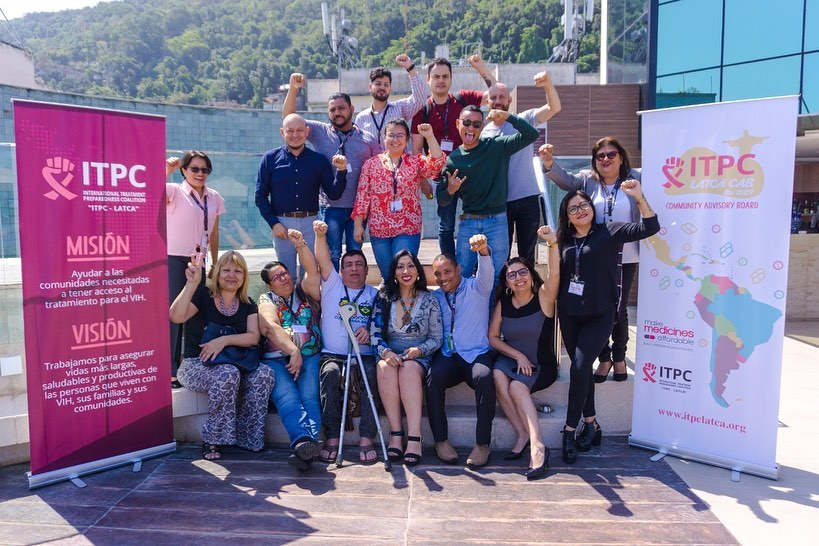 ITPC
INTERNATIONAL TREATMENT
PREPAREDNESS COALITION
"ITPC - LATCA"
MISIÓN
Ayudar a las
comunidades necesitadas
a tener acceso al
tratamiento para el VIH.
VISIÓN
Trabajamos para asegurar
vidas más largas,
saludables y productivas de
las personas que viven con
VIH, sus familias y sus
comunidades.
ITPC
LATCA CAB
COMMUNITY ADVISORY BOARD
make
medicines
affordable
ITPC
www.itpclatca.org